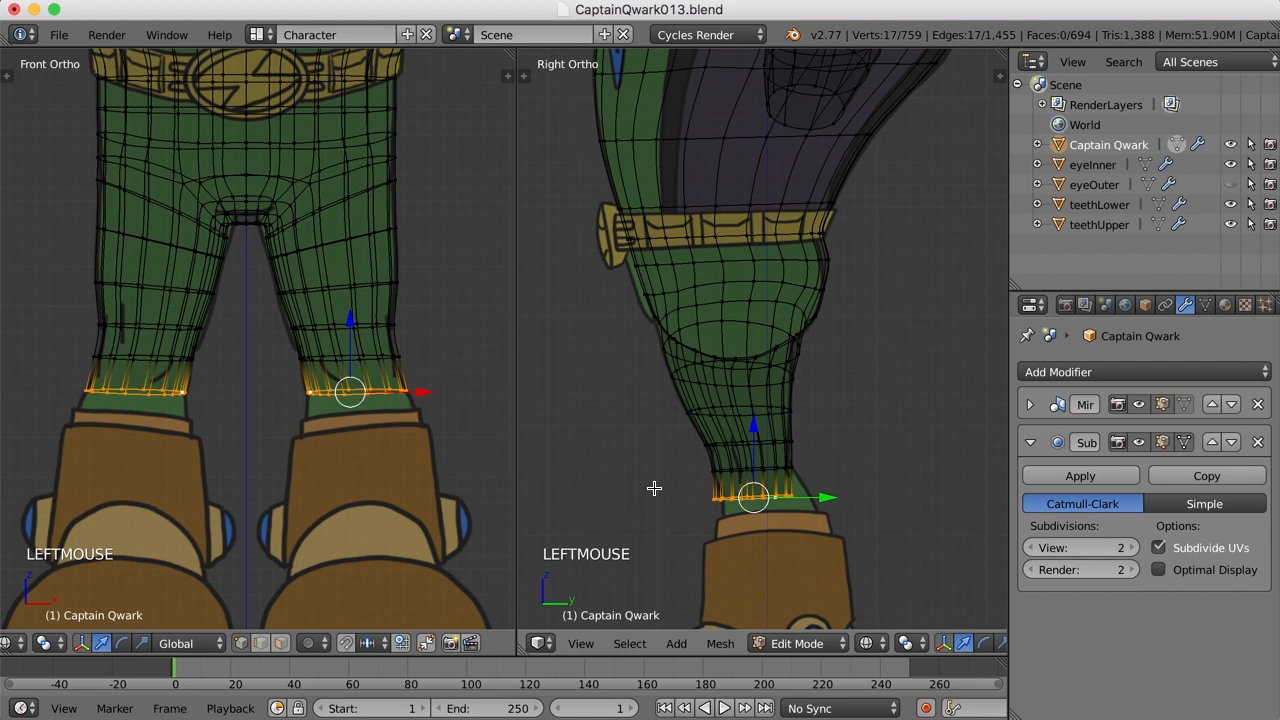 CaptainQwark013.blend
File Render Window Help Character Scene Cycles Render v2.77 | Verts:17/759 | Edges:17/1,455 | Faces:0/694 | Tris:1,388 | Mem:51.90M | Captai
Front Ortho
Right Ortho
View Search All Scenes
Scene
RenderLayers
World
Captain Qwark
eyeInner
eyeOuter
teethLower
teethUpper
Captain Qwark
Add Modifier
Mir
Sub
Apply Copy
Catmull-Clark Simple
Subdivisions: Options:
View: 2 Subdivide UVs
Render: 2 Optimal Display
LEFTMOUSE
LEFTMOUSE
z
x
z
y
(1) Captain Qwark
(1) Captain Qwark
Global
View Select Add Mesh Edit Mode
-40 -20 0 20 40 60 80 100 120 140 160 180 200 220 240 260
View Marker Frame Playback Start: 1 End: 250 1 No Sync